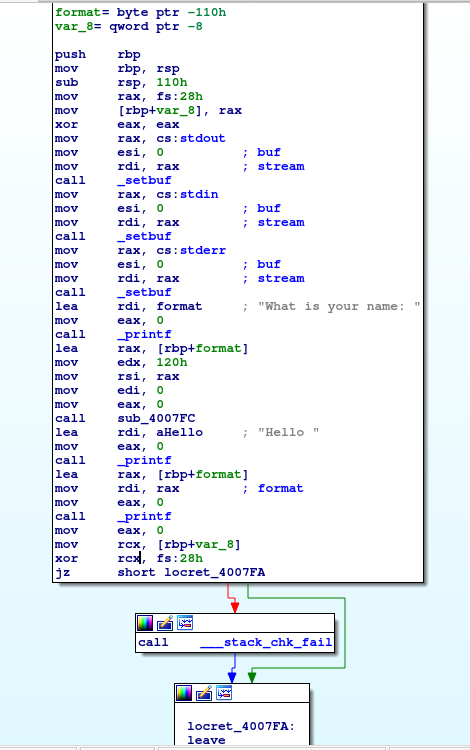 format= byte ptr -110h
var_8= qword ptr -8
push rbp
mov rbp, rsp
sub rsp, 110h
mov rax, fs:28h
mov [rbp+var_8], rax
xor eax, eax
mov rax, cs:stdout
mov esi, 0 ; buf
mov rdi, rax ; stream
call _setbuf
mov rax, cs:stdin
mov esi, 0 ; buf
mov rdi, rax ; stream
call _setbuf
mov rax, cs:stderr
mov esi, 0 ; buf
mov rdi, rax ; stream
call _setbuf
lea rdi, format ; "What is your name: "
mov eax, 0
call _printf
lea rax, [rbp+format]
mov edx, 120h
mov rsi, rax
mov edi, 0
mov eax, 0
call sub_4007FC
lea rdi, aHello ; "Hello "
mov eax, 0
call _printf
lea rax, [rbp+format]
mov rdi, rax ; format
mov eax, 0
call _printf
mov eax, 0
mov rcx, [rbp+var_8]
xor rcx, fs:28h
jz short locret_4007FA
call ___stack_chk_fail
locret_4007FA:
leave